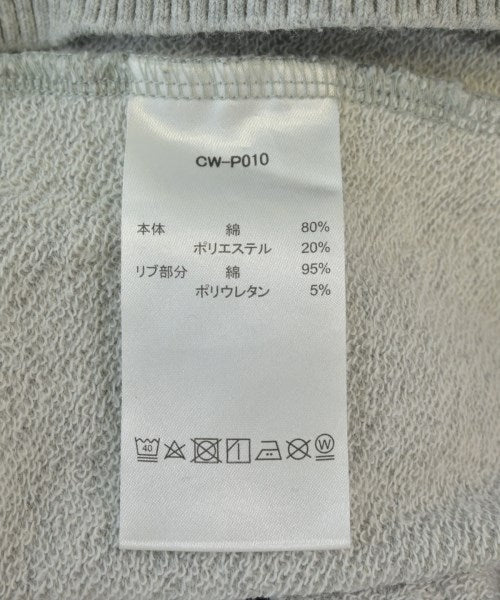 CW-P010
本体 綿 80%
ポリエステル 20%
リブ部分 綿 95%
ポリウレタン 5%
40 W